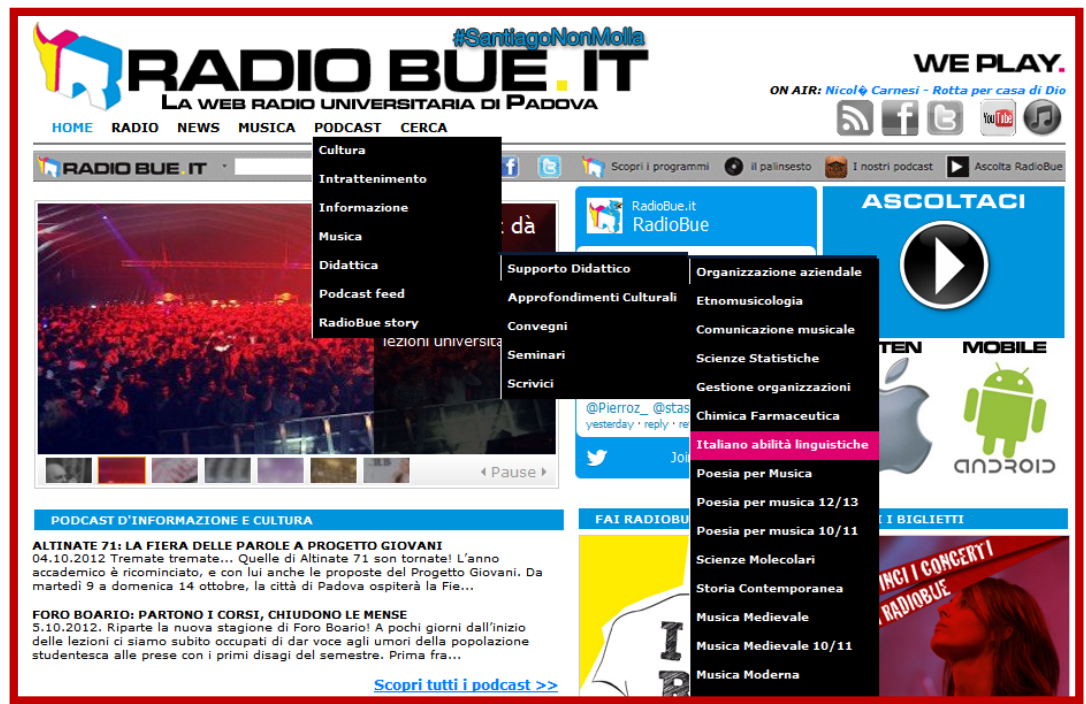 #SantiagoNonMolla
RADIO BUE.IT
LA WEB RADIO UNIVERSITARIA DI PADOVA
WE PLAY.
ON AIR: Nicol� Carnesi - Rotta per casa di Dio
HOME RADIO NEWS MUSICA PODCAST CERCA
You Tube
Cultura
Intrattenimento
Informazione
Musica
Didattica
Podcast feed
RadioBue story
RADIO BUE.IT
Scopri i programmi il palinsesto I nostri podcast Ascolta RadioBue
dà
lezioni universita
RadioBue.it
RadioBue
ASCOLTACI
Supporto Didattico
Approfondimenti Culturali
Convegni
Seminari
Scrivici
Organizzazione aziendale
Etnomusicologia
Comunicazione musicale
Scienze Statistiche
Gestione organizzazioni
Chimica Farmaceutica
Italiano abilità linguistiche
Poesia per Musica
Poesia per musica 12/13
Poesia per musica 10/11
Scienze Molecolari
Storia Contemporanea
Musica Medievale
Musica Medievale 10/11
Musica Moderna
@Pierroz_ @stas
yesterday · reply · re
Joi
TEN
MOBILE
ANDROID
Pause
PODCAST D'INFORMAZIONE E CULTURA
ALTINATE 71: LA FIERA DELLE PAROLE A PROGETTO GIOVANI
04.10.2012 Tremate tremate... Quelle di Altinate 71 son tornate! L'anno
accademico è ricominciato, e con lui anche le proposte del Progetto Giovani. Da
martedì 9 a domenica 14 ottobre, la città di Padova ospiterà la Fie...
FORO BOARIO: PARTONO I CORSI, CHIUDONO LE MENSE
5.10.2012. Riparte la nuova stagione di Foro Boario! A pochi giorni dall'inizio
delle lezioni ci siamo subito occupati di dar voce agli umori della popolazione
studentesca alle prese con i primi disagi del semestre. Prima fra...
Scopri tutti i podcast >>
FAI RADIOBU
I BIGLIETTI
I
R
INCI I CONCERTI
RADIOBUE